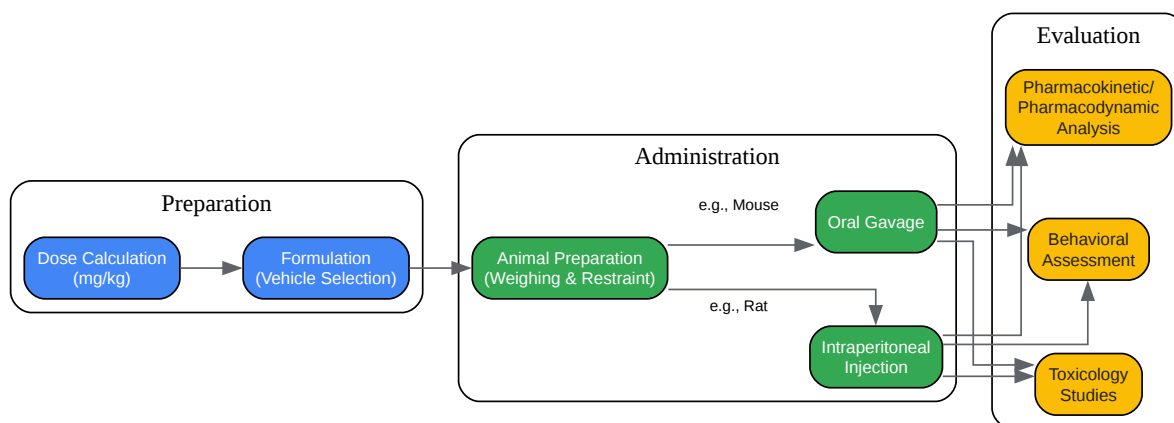 Preparation
Dose Calculation
(mg/kg)
Formulation
(Vehicle Selection)
Administration
Animal Preparation
(Weighing & Restraint)
e.g., Mouse
e.g., Rat
Oral Gavage
Intraperitoneal
Injection
Evaluation
Pharmacokinetic/
Pharmacodynamic
Analysis
Behavioral
Assessment
Toxicology
Studies